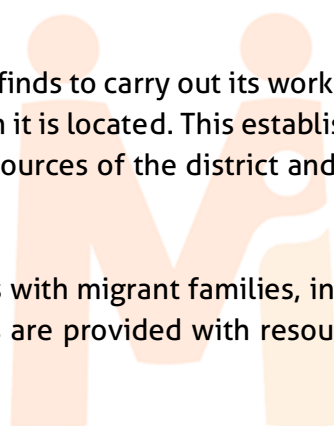 finds to carry out its work
it is located. This establis
ources of the district and
with migrant families, in
are provided with resou